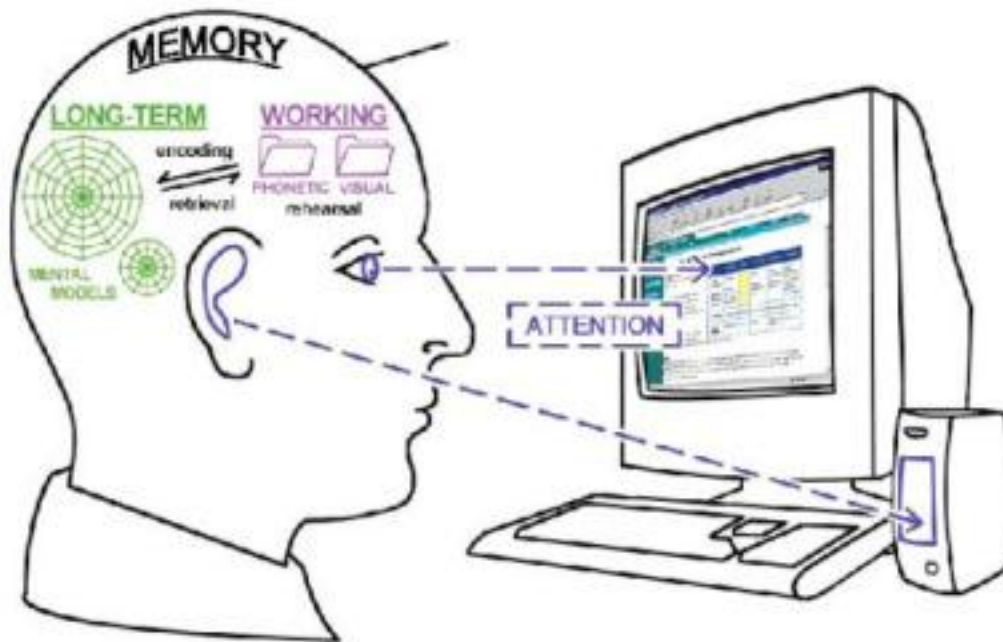 MEMORY
LONG-TERM
WORKING
encoding
PHONETIC VISUAL
retrieval
rehearsal
MENTAL
MODELS
ATTENTION